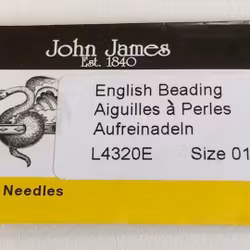 John James
Est. 1840
English Beading
Aiguilles à Perles
Aufreinadeln
L4320E Size 01
Needles